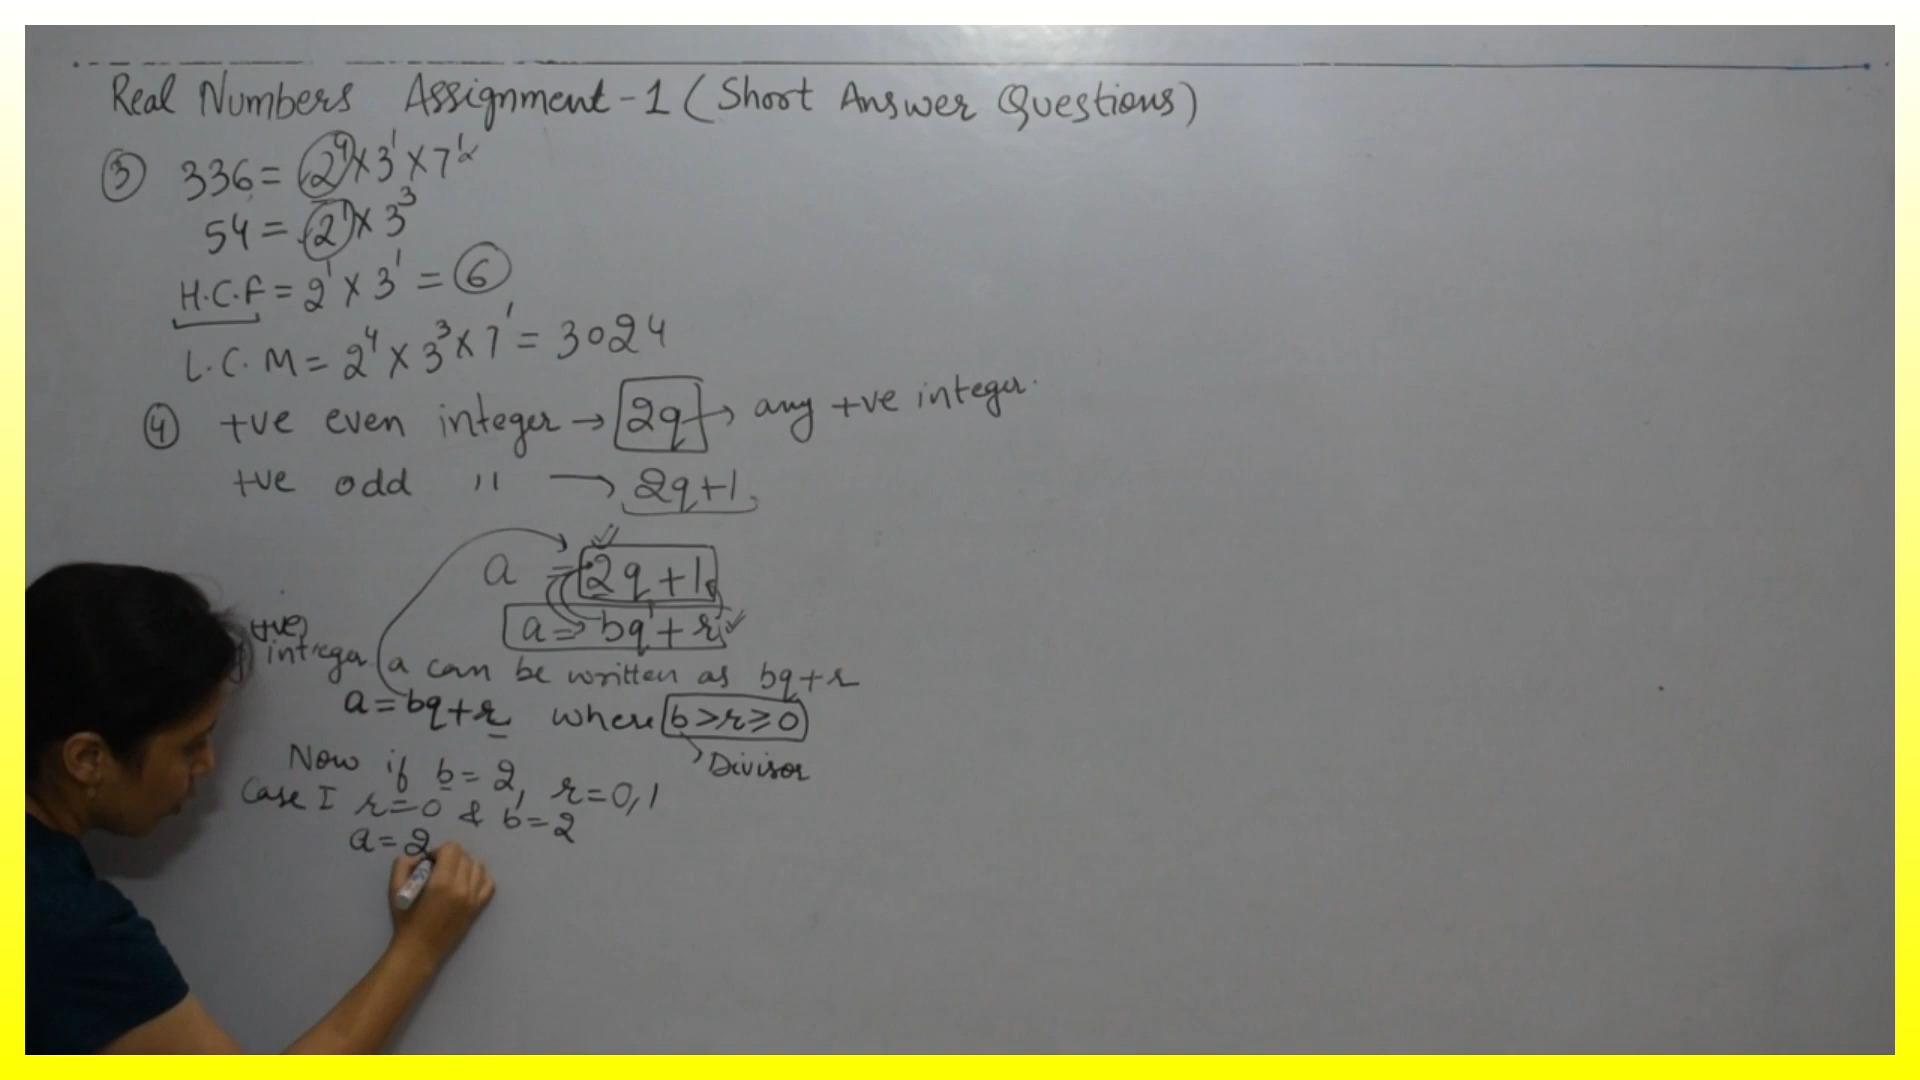 Real Numbers Assignment-1 (Short Answer Questions)
③ 336 = 2⁴×3¹×7¹
54 = 2¹×3³
H.C.F = 2¹×3¹ = 6
L.C.M = 2⁴×3³×7¹ = 3024
④ +ve even integer → 2q → any +ve integer.
+ve odd " → 2q+1
a = 2q+1
a = bq+r
+ve
integer a can be written as bq+r
a = bq+r where b>r≥0
Divisor
Now if b=2, r=0,1
Case I r=0 & b=2
a=2